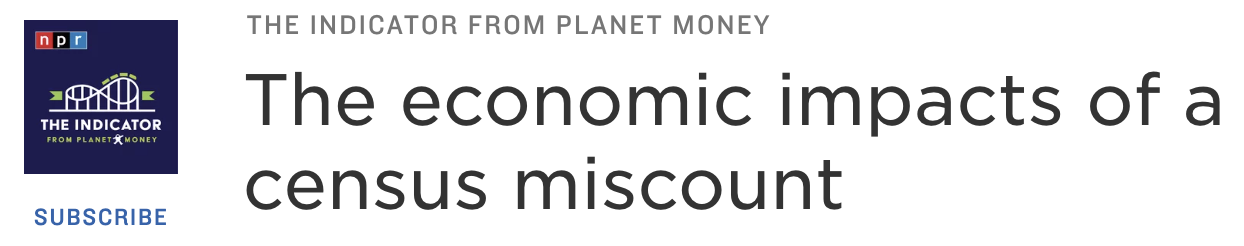 npr
THE INDICATOR
FROM PLANET MONEY
SUBSCRIBE
THE INDICATOR FROM PLANET MONEY
The economic impacts of a
census miscount